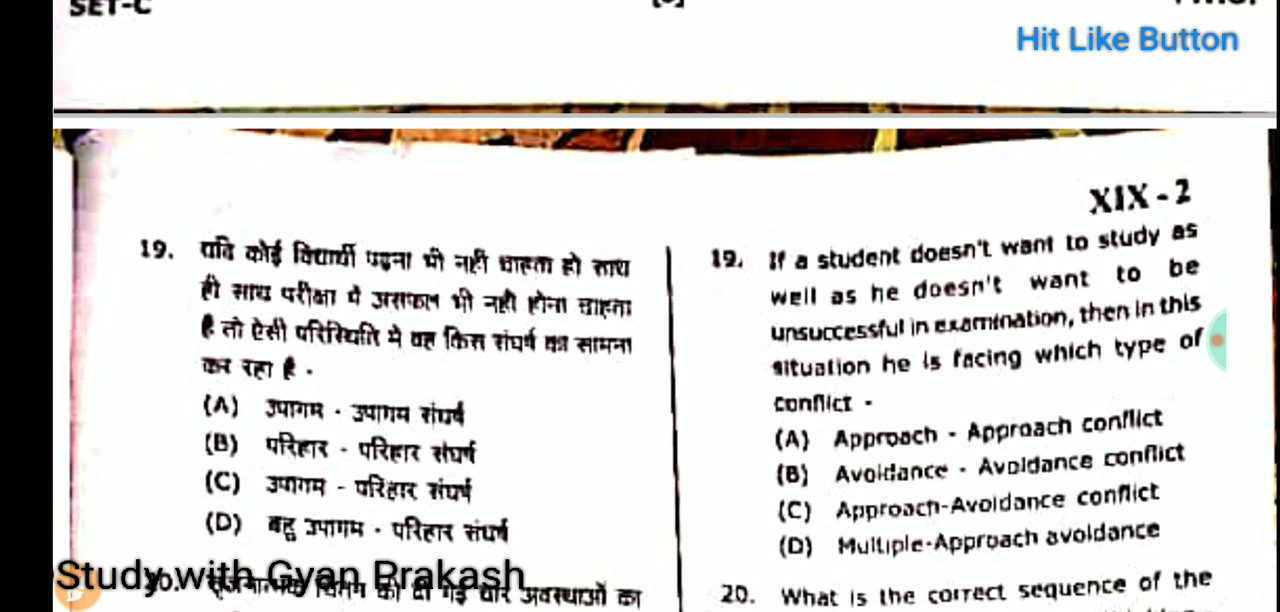 SET-C
Hit Like Button
XIX - 2
19. यदि कोई विद्यार्थी पढ़ना भी नहीं चाहता हो साथ
ही साथ परीक्षा में असफल भी नहीं होना चाहता
है तो ऐसी परिस्थिति में वह किस संघर्ष का सामना
कर रहा है -
(A) उपागम - उपागम संघर्ष
(B) परिहार - परिहार संघर्ष
(C) उपागम - परिहार संघर्ष
(D) बहु उपागम - परिहार संघर्ष
20. की दी गई चार अवस्थाओं का
19. If a student doesn't want to study as
well as he doesn't want to be
unsuccessful in examination, then in this
situation he is facing which type of
conflict -
(A) Approach - Approach conflict
(B) Avoidance - Avoidance conflict
(C) Approach-Avoidance conflict
(D) Multiple-Approach avoidance
20. What is the correct sequence of the
Study with Gyan Prakash